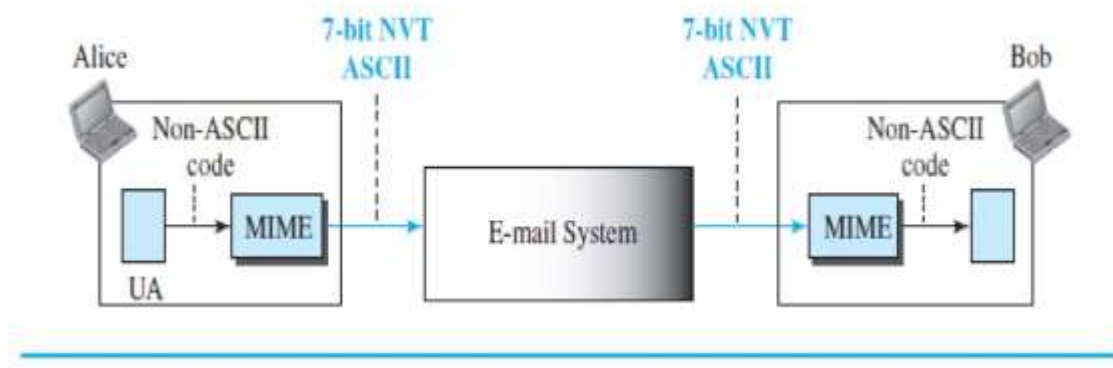 7-bit NVT
ASCII
7-bit NVT
ASCII
Alice
Bob
Non-ASCII
code
Non-ASCII
code
MIME
E-mail System
MIME
UA